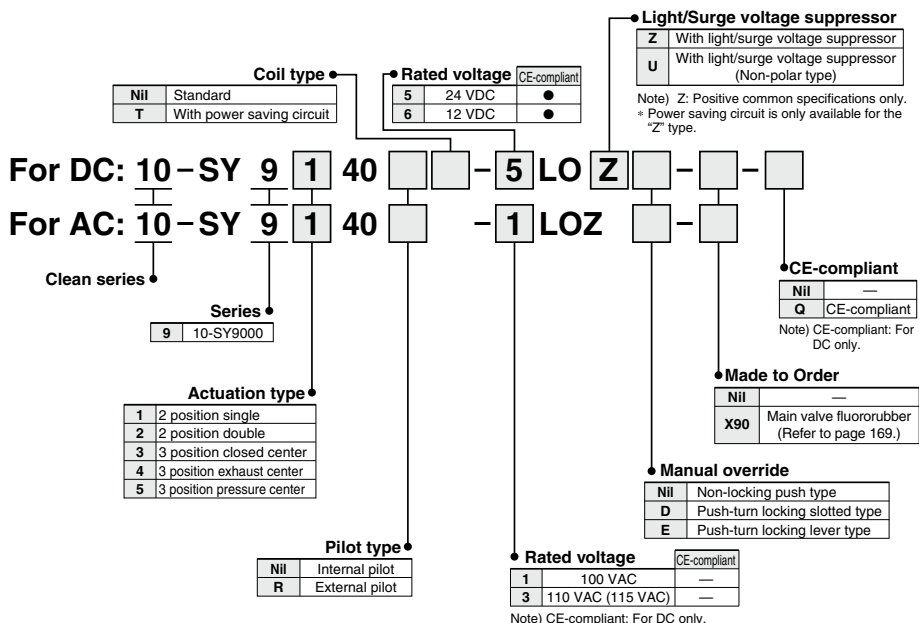 Light/Surge voltage suppressor
Z With light/surge voltage suppressor
U With light/surge voltage suppressor
(Non-polar type)
Note) Z: Positive common specifications only.
* Power saving circuit is only available for the
“Z” type.
Coil type
Nil Standard
T With power saving circuit
Rated voltage CE-compliant
5 24 VDC ●
6 12 VDC ●
For DC: 10 – SY 9 1 40 – 5 LO Z – –
For AC: 10 – SY 9 1 40 – 1 LOZ –
Clean series
Series
9 10-SY9000
Actuation type
1 2 position single
2 2 position double
3 3 position closed center
4 3 position exhaust center
5 3 position pressure center
Pilot type
Nil Internal pilot
R External pilot
Rated voltage CE-compliant
1 100 VAC —
3 110 VAC (115 VAC) —
Note) CE-compliant: For DC only.
Manual override
Nil Non-locking push type
D Push-turn locking slotted type
E Push-turn locking lever type
Made to Order
Nil —
X90 Main valve fluororubber
(Refer to page 169.)
CE-compliant
Nil —
Q CE-compliant
Note) CE-compliant: For
DC only.